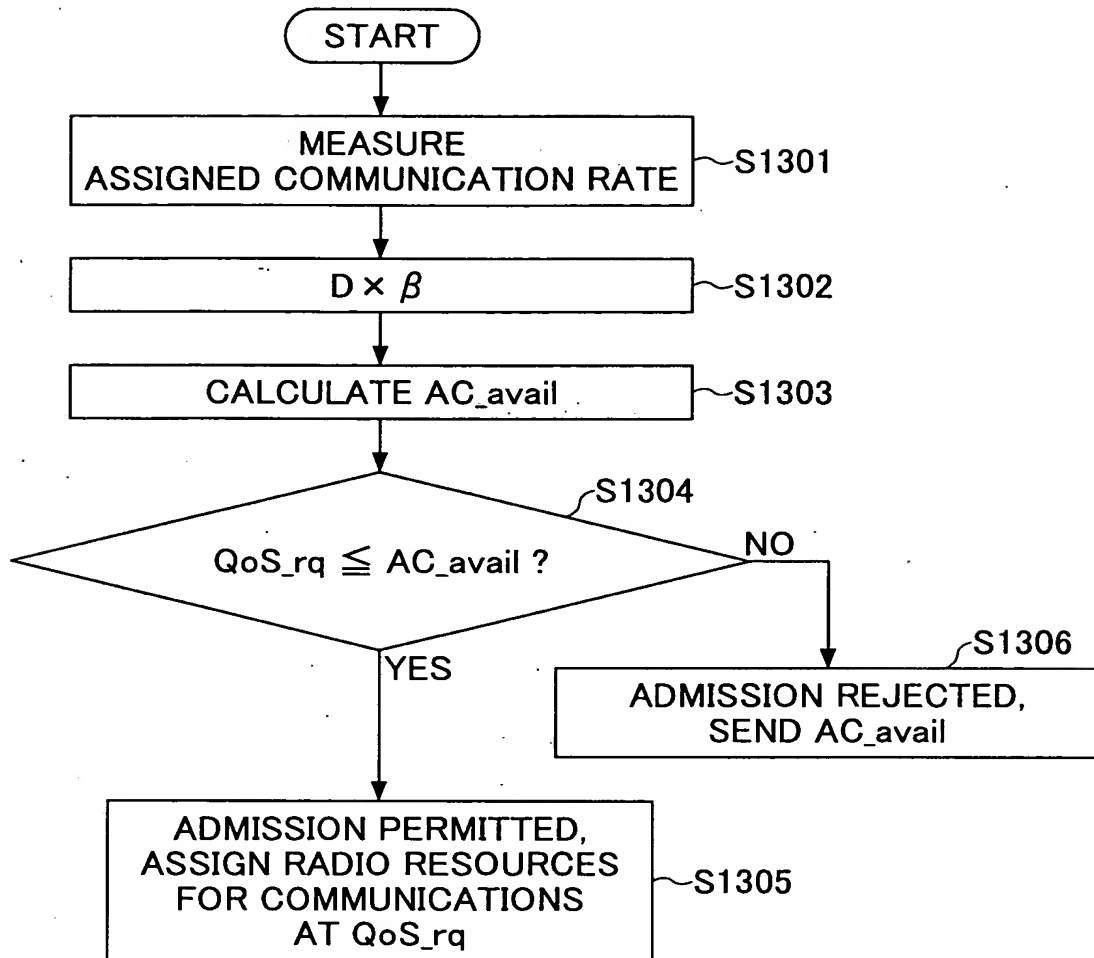 START
MEASURE
ASSIGNED COMMUNICATION RATE
S1301
D × β
S1302
CALCULATE AC_avail
S1303
S1304
QoS_rq ≦ AC_avail ?
NO
YES
S1306
ADMISSION REJECTED,
SEND AC_avail
ADMISSION PERMITTED,
ASSIGN RADIO RESOURCES
FOR COMMUNICATIONS
AT QoS_rq
S1305